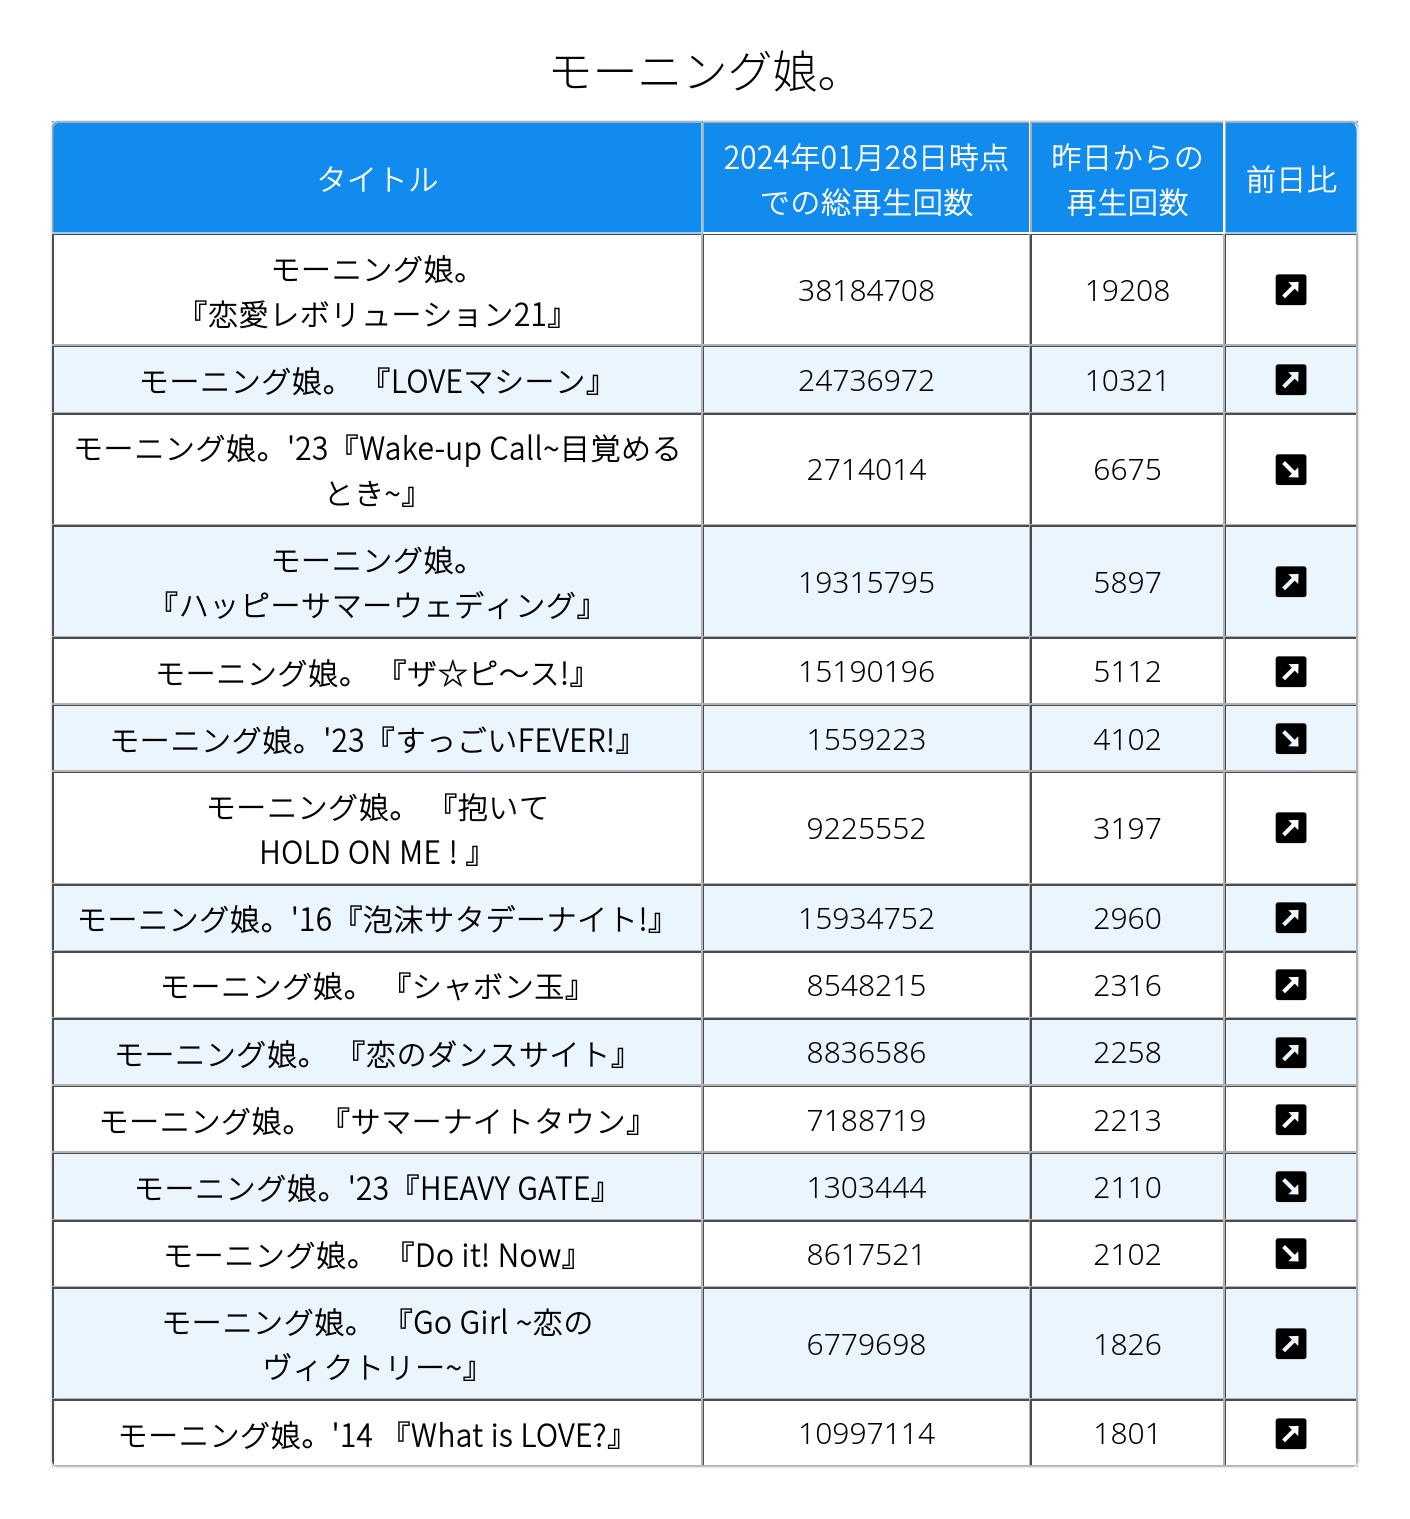 モーニング娘。
タイトル
2024年01月28日時点
での総再生回数
昨日からの
再生回数
前日比
モーニング娘。
『恋愛レボリューション21』
38184708
19208
モーニング娘。 『LOVEマシーン』
24736972
10321
モーニング娘。'23『Wake-up Call~目覚める
とき~』
2714014
6675
モーニング娘。
『ハッピーサマーウェディング』
19315795
5897
モーニング娘。 『ザ☆ピ～ス!』
15190196
5112
モーニング娘。'23『すっごいFEVER!』
1559223
4102
モーニング娘。 『抱いて
HOLD ON ME ! 』
9225552
3197
モーニング娘。'16『泡沫サタデーナイト!』
15934752
2960
モーニング娘。 『シャボン玉』
8548215
2316
モーニング娘。 『恋のダンスサイト』
8836586
2258
モーニング娘。 『サマーナイトタウン』
7188719
2213
モーニング娘。'23『HEAVY GATE』
1303444
2110
モーニング娘。 『Do it! Now』
8617521
2102
モーニング娘。 『Go Girl ~恋の
ヴィクトリー~』
6779698
1826
モーニング娘。'14 『What is LOVE?』
10997114
1801